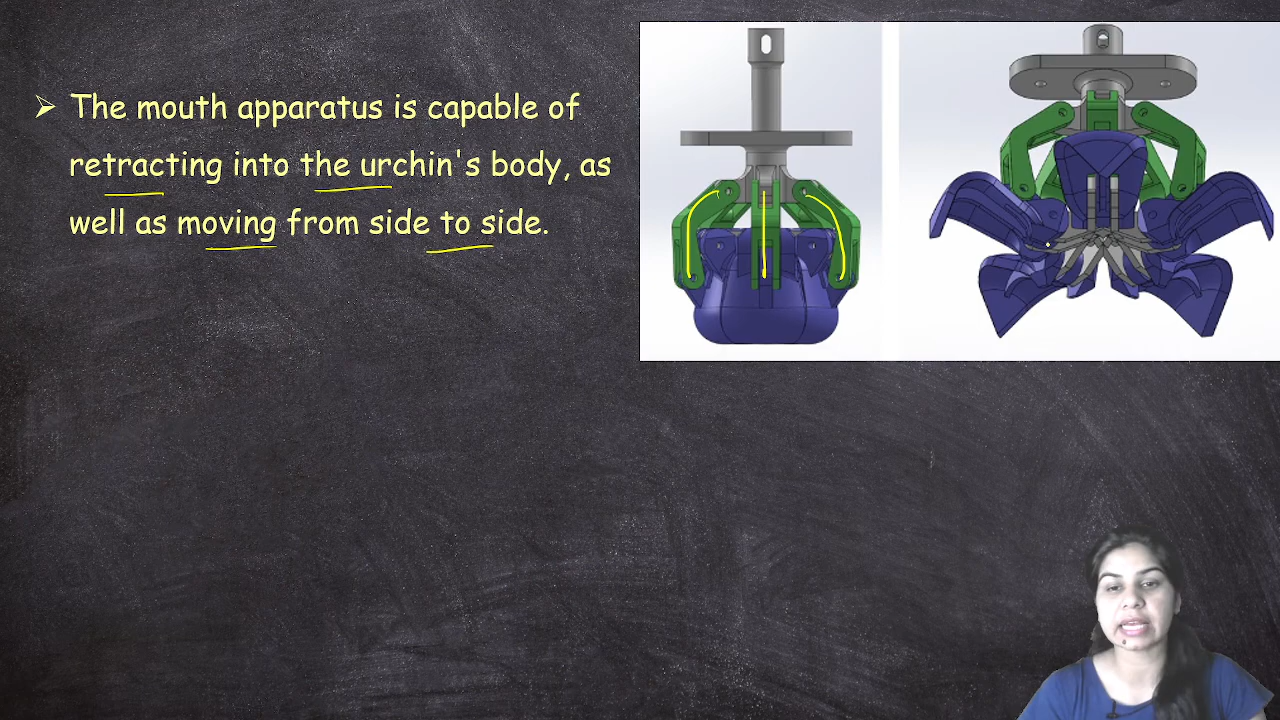 ➢ The mouth apparatus is capable of
retracting into the urchin's body, as
well as moving from side to side.